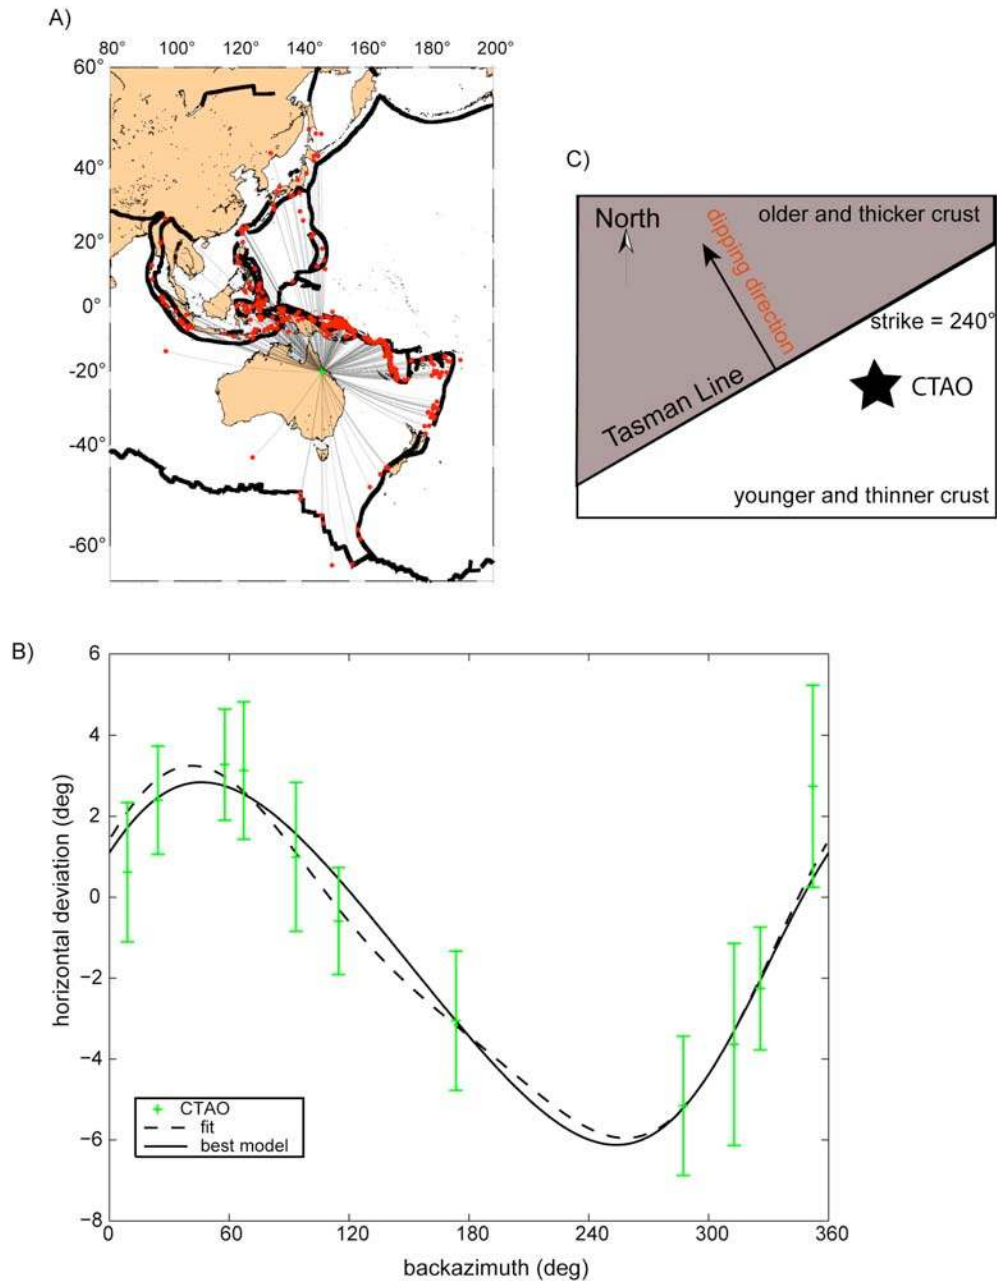 A)
80° 100° 120° 140° 160° 180° 200°
60°
40°
20°
0°
-20°
-40°
-60°
C)
North
dipping direction
older and thicker crust
strike = 240°
Tasman Line
CTAO
younger and thinner crust
B)
6
4
2
0
−2
−4
−6
−8
horizontal deviation (deg)
CTAO
fit
best model
0 60 120 180 240 300 360
backazimuth (deg)